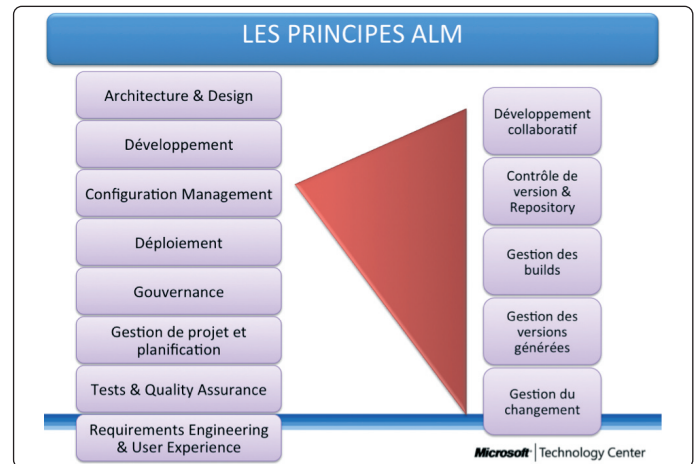 LES PRINCIPES ALM
Architecture & Design
Développement
Configuration Management
Déploiement
Gouvernance
Gestion de projet et
planification
Tests & Quality Assurance
Requirements Engineering
& User Experience
Développement
collaboratif
Contrôle de
version &
Repository
Gestion des
builds
Gestion des
versions
générées
Gestion du
changement
Microsoft | Technology Center